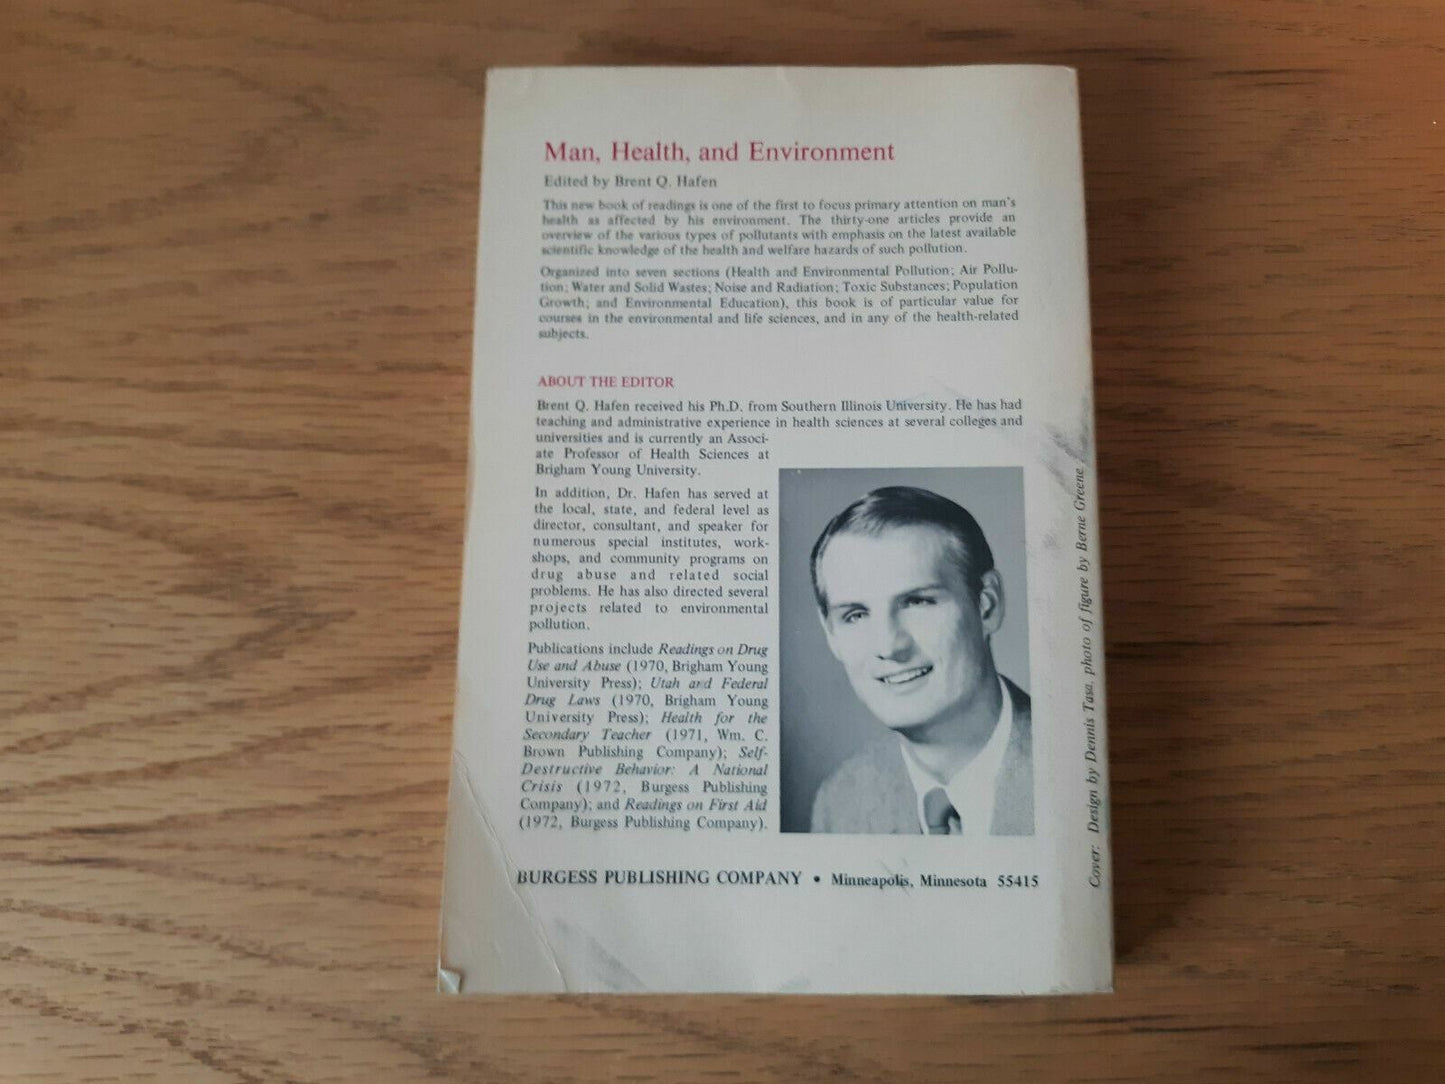 Man, Health, and Environment
Edited by Brent Q. Hafen
This new book of readings is one of the first to focus primary attention on man's
health as affected by his environment. The thirty-one articles provide an
overview of the various types of pollutants with emphasis on the latest available
scientific knowledge of the health and welfare hazards of such pollution.
Organized into seven sections (Health and Environmental Pollution; Air Pollu-
tion; Water and Solid Wastes; Noise and Radiation; Toxic Substances; Population
Growth; and Environmental Education), this book is of particular value for
courses in the environmental and life sciences, and in any of the health-related
subjects.
ABOUT THE EDITOR
Brent Q. Hafen received his Ph.D. from Southern Illinois University. He has had
teaching and administrative experience in health sciences at several colleges and
universities and is currently an Associ-
ate Professor of Health Sciences at
Brigham Young University.
In addition, Dr. Hafen has served at
the local, state, and federal level as
director, consultant, and speaker for
numerous special institutes, work-
shops, and community programs on
drug abuse and related social
problems. He has also directed several
projects related to environmental
pollution.
Publications include Readings on Drug
Use and Abuse (1970, Brigham Young
University Press); Utah and Federal
Drug Laws (1970, Brigham Young
University Press); Health for the
Secondary Teacher (1971, Wm. C.
Brown Publishing Company); Self-
Destructive Behavior: A National
Crisis (1972, Burgess Publishing
Company); and Readings on First Aid
(1972, Burgess Publishing Company).
BURGESS PUBLISHING COMPANY • Minneapolis, Minnesota 55415
Cover: Design by Dennis Tasa, photo of figure by Berne Greene